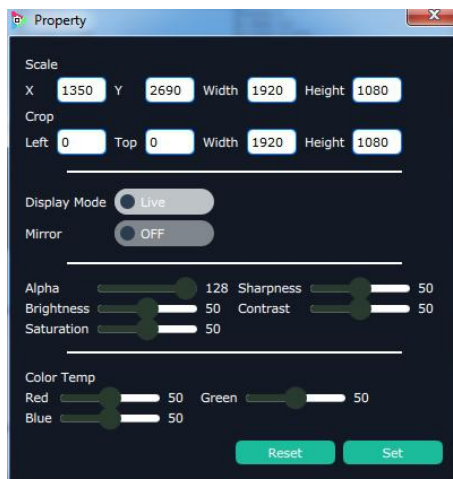 Property
Scale
X 1350 Y 2690 Width 1920 Height 1080
Crop
Left 0 Top 0 Width 1920 Height 1080
Display Mode Live
Mirror OFF
Alpha 128 Sharpness 50
Brightness 50 Contrast 50
Saturation 50
Color Temp
Red 50 Green 50
Blue 50
Reset Set